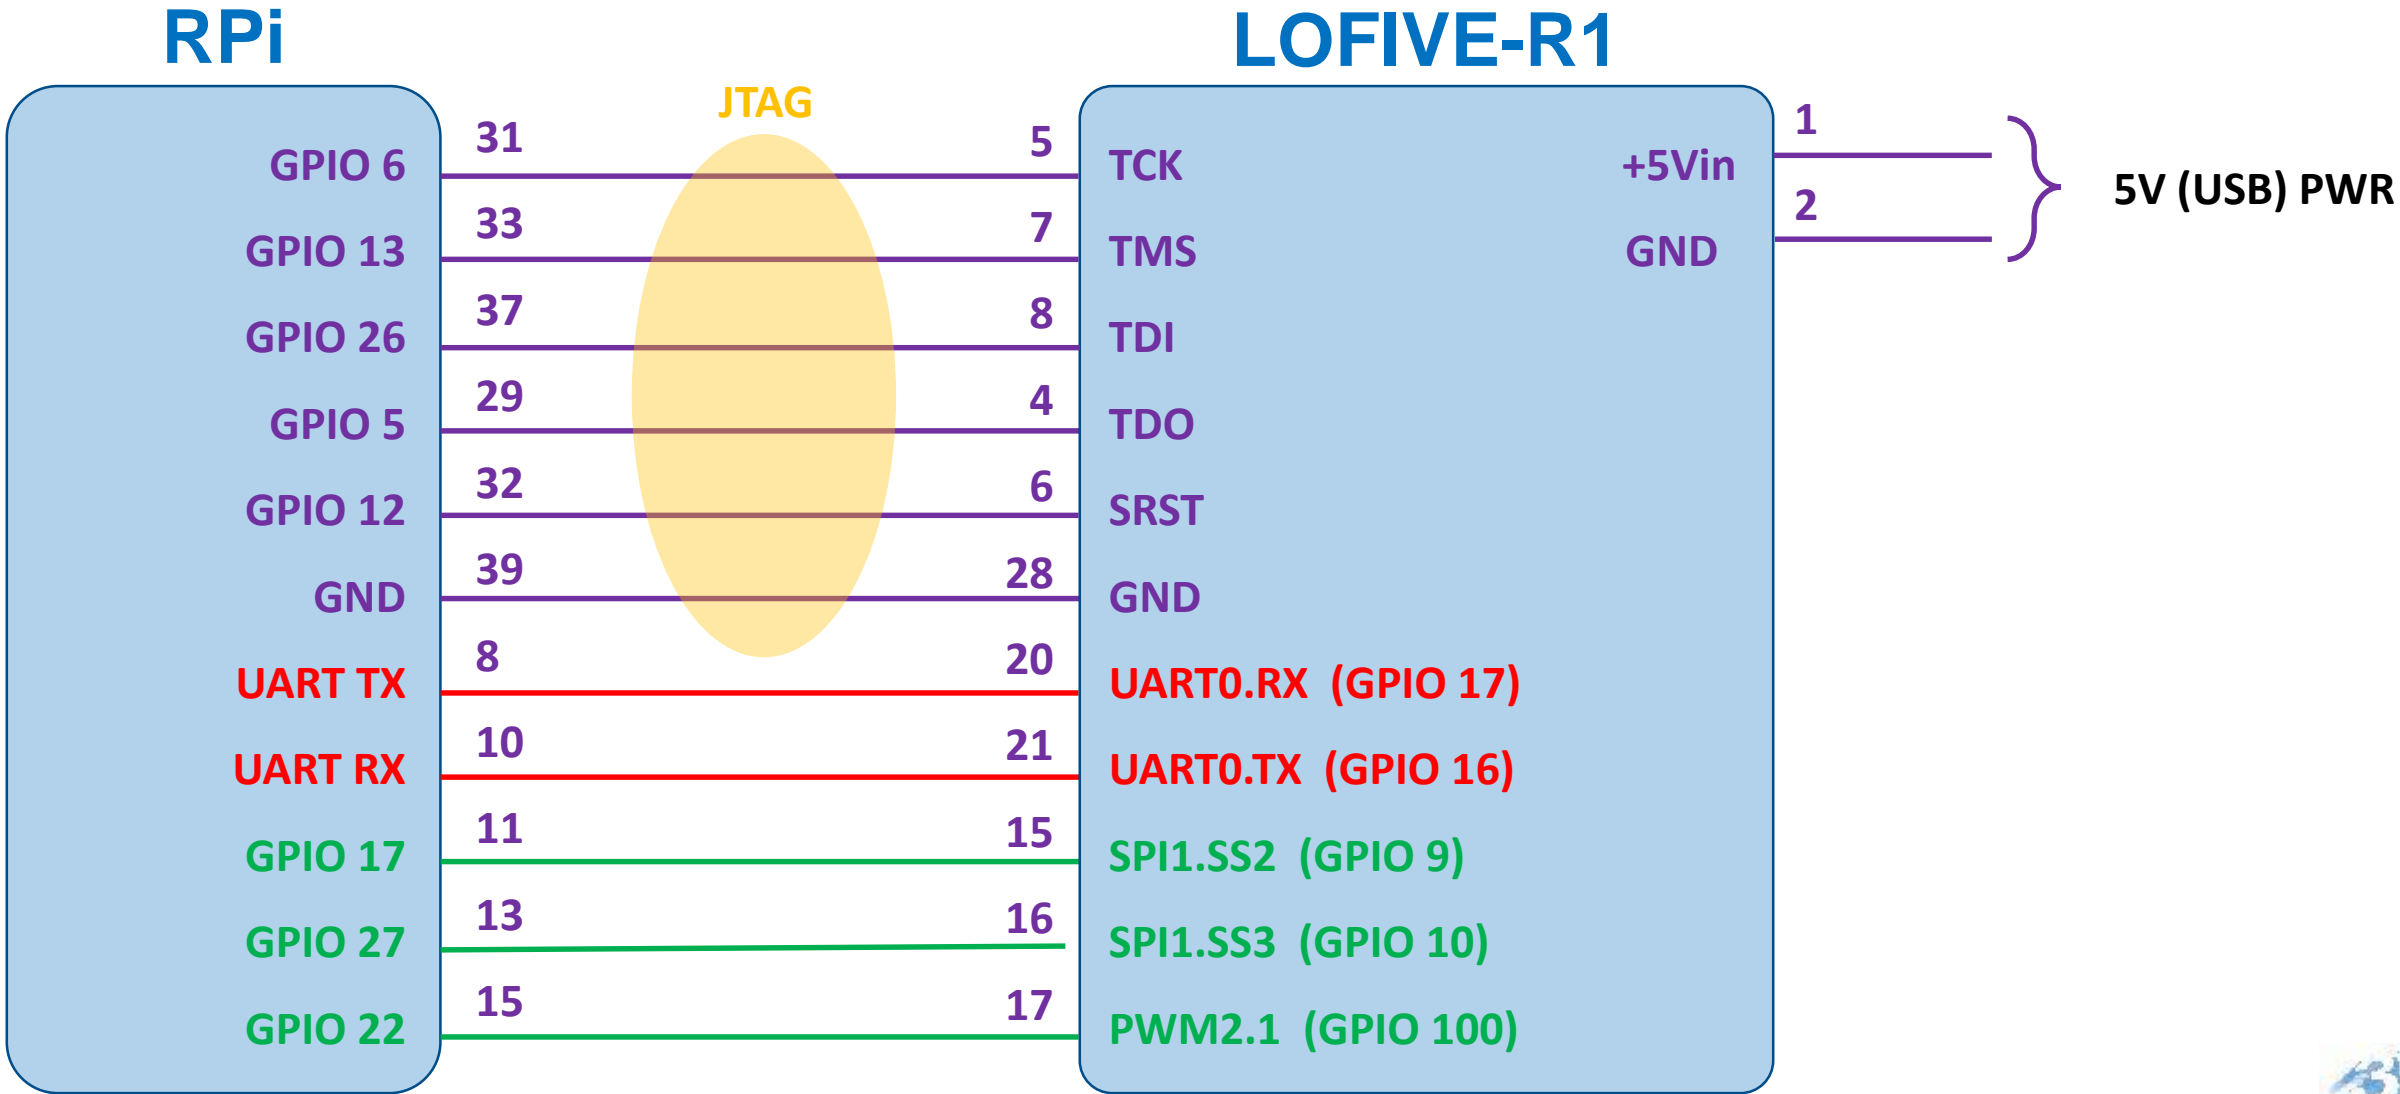 RPi
LOFIVE-R1
JTAG
GPIO 6 31 5 TCK
+5Vin 1
GPIO 13 33 7 TMS
GND 2
5V (USB) PWR
GPIO 26 37 8 TDI
GPIO 5 29 4 TDO
GPIO 12 32 6 SRST
GND 39 28 GND
UART TX 8 20 UART0.RX (GPIO 17)
UART RX 10 21 UART0.TX (GPIO 16)
GPIO 17 11 15 SPI1.SS2 (GPIO 9)
GPIO 27 13 16 SPI1.SS3 (GPIO 10)
GPIO 22 15 17 PWM2.1 (GPIO 100)